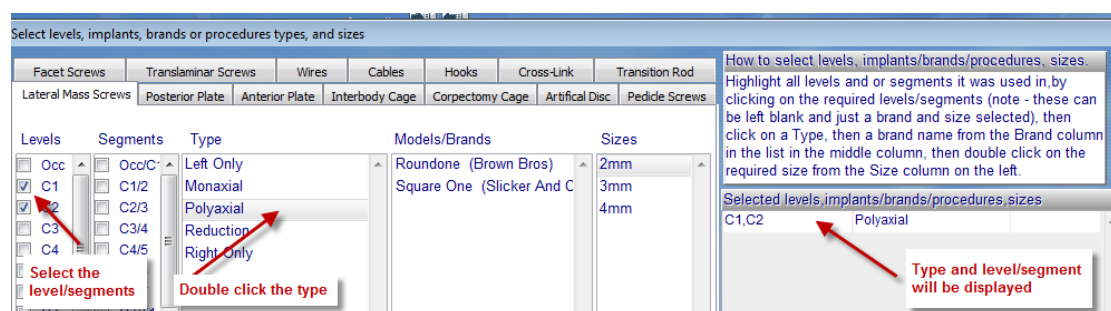 Select levels, implants, brands or procedures types, and sizes
Facet Screws Translaminar Screws Wires Cables Hooks Cross-Link Transition Rod
Lateral Mass Screws Posterior Plate Anterior Plate Interbody Cage Corpectomy Cage Artifical Disc Pedicle Screws
Levels Segments Type Models/Brands Sizes
Occ Occ/C1 Left Only Roundone (Brown Bros) 2mm
C1 C1/2 Monaxial Square One (Slicker And C 3mm
C2 C2/3 Polyaxial 4mm
C3 C3/4 Reduction
C4 C4/5 Right Only
Select the
level/segments
Double click the type
How to select levels, implants/brands/procedures, sizes.
Highlight all levels and or segments it was used in,by
clicking on the required levels/segments (note - these can
be left blank and just a brand and size selected), then
click on a Type, then a brand name from the Brand column
in the list in the middle column, then double click on the
required size from the Size column on the left.
Selected levels,implants/brands/procedures,sizes
C1,C2 Polyaxial
Type and level/segment
will be displayed